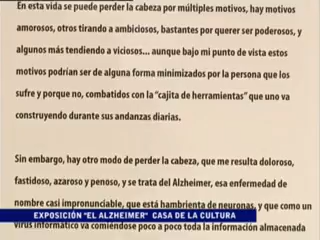 En esta vida se puede perder la cabeza por múltiples motivos, hay motivos
amorosos, otros tirando a ambiciosos, bastantes por querer ser poderosos, y
algunos más tendiendo a viciosos... aunque bajo mi punto de vista estos
motivos podrían ser de alguna forma minimizados por la persona que los
sufre y porque no, combatidos con la “cajita de herramientas” que uno va
construyendo durante sus andanzas diarias.
Sin embargo, hay otro modo de perder la cabeza, que me resulta doloroso,
fastidoso, azaroso y penoso, y se trata del Alzheimer, esa enfermedad de
nombre casi impronunciable, que está hambrienta de neuronas, y que como un
EXPOSICIÓN "EL ALZHEIMER" CASA DE LA CULTURA
virus informático va comiéndose poco a poco toda la información almacenada